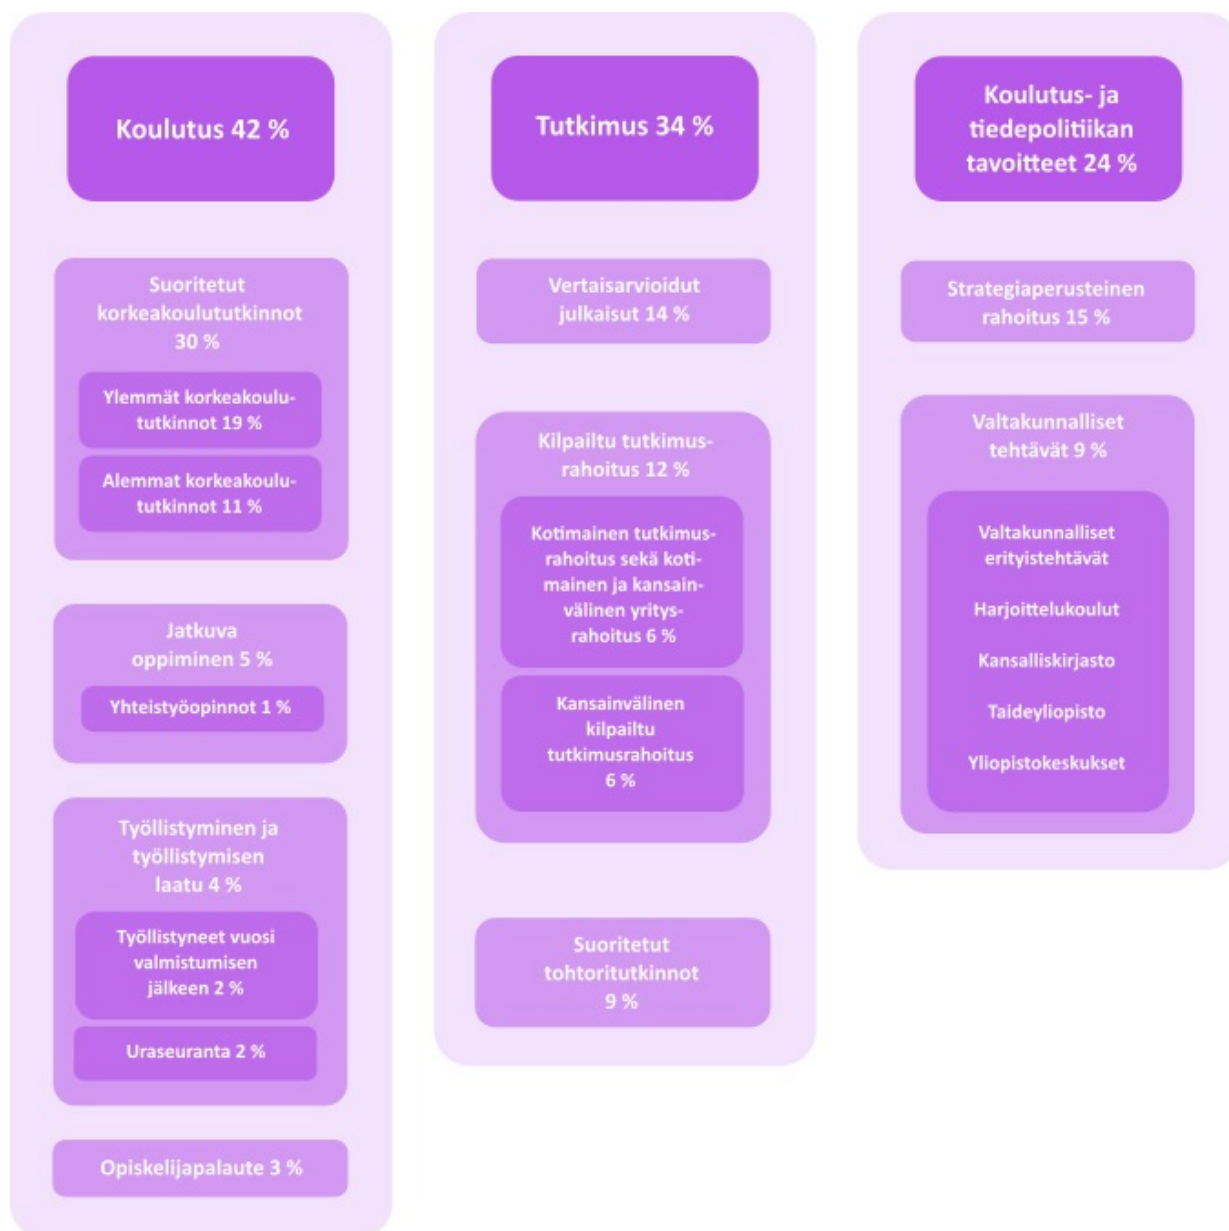 Koulutus 42 %
Suoritetut
korkeakoulututkinnot
30 %
Ylemmät korkeakoulu-
tutkinnot 19 %
Alemmat korkeakoulu-
tutkinnot 11 %
Jatkuva
oppiminen 5 %
Yhteistyöopinnot 1 %
Työllistyminen ja
työllistymisen
laatu 4 %
Työllistyneet vuosi
valmistumisen
jälkeen 2 %
Uraseuranta 2 %
Opiskelijapalaute 3 %
Tutkimus 34 %
Vertaisarvioidut
julkaisut 14 %
Kilpailtu tutkimus-
rahoitus 12 %
Kotimainen tutkimus-
rahoitus sekä koti-
mainen ja kansain-
välinen yritys-
rahoitus 6 %
Kansainvälinen
kilpailtu
tutkimusrahoitus
6 %
Suoritetut
tohtoritutkinnot
9 %
Koulutus- ja
tiedepolitiikan
tavoitteet 24 %
Strategiaperusteinen
rahoitus 15 %
Valtakunnalliset
tehtävät 9 %
Valtakunnalliset
erityistehtävät
Harjoittelukoulut
Kansalliskirjasto
Taideyliopisto
Yliopistokeskukset